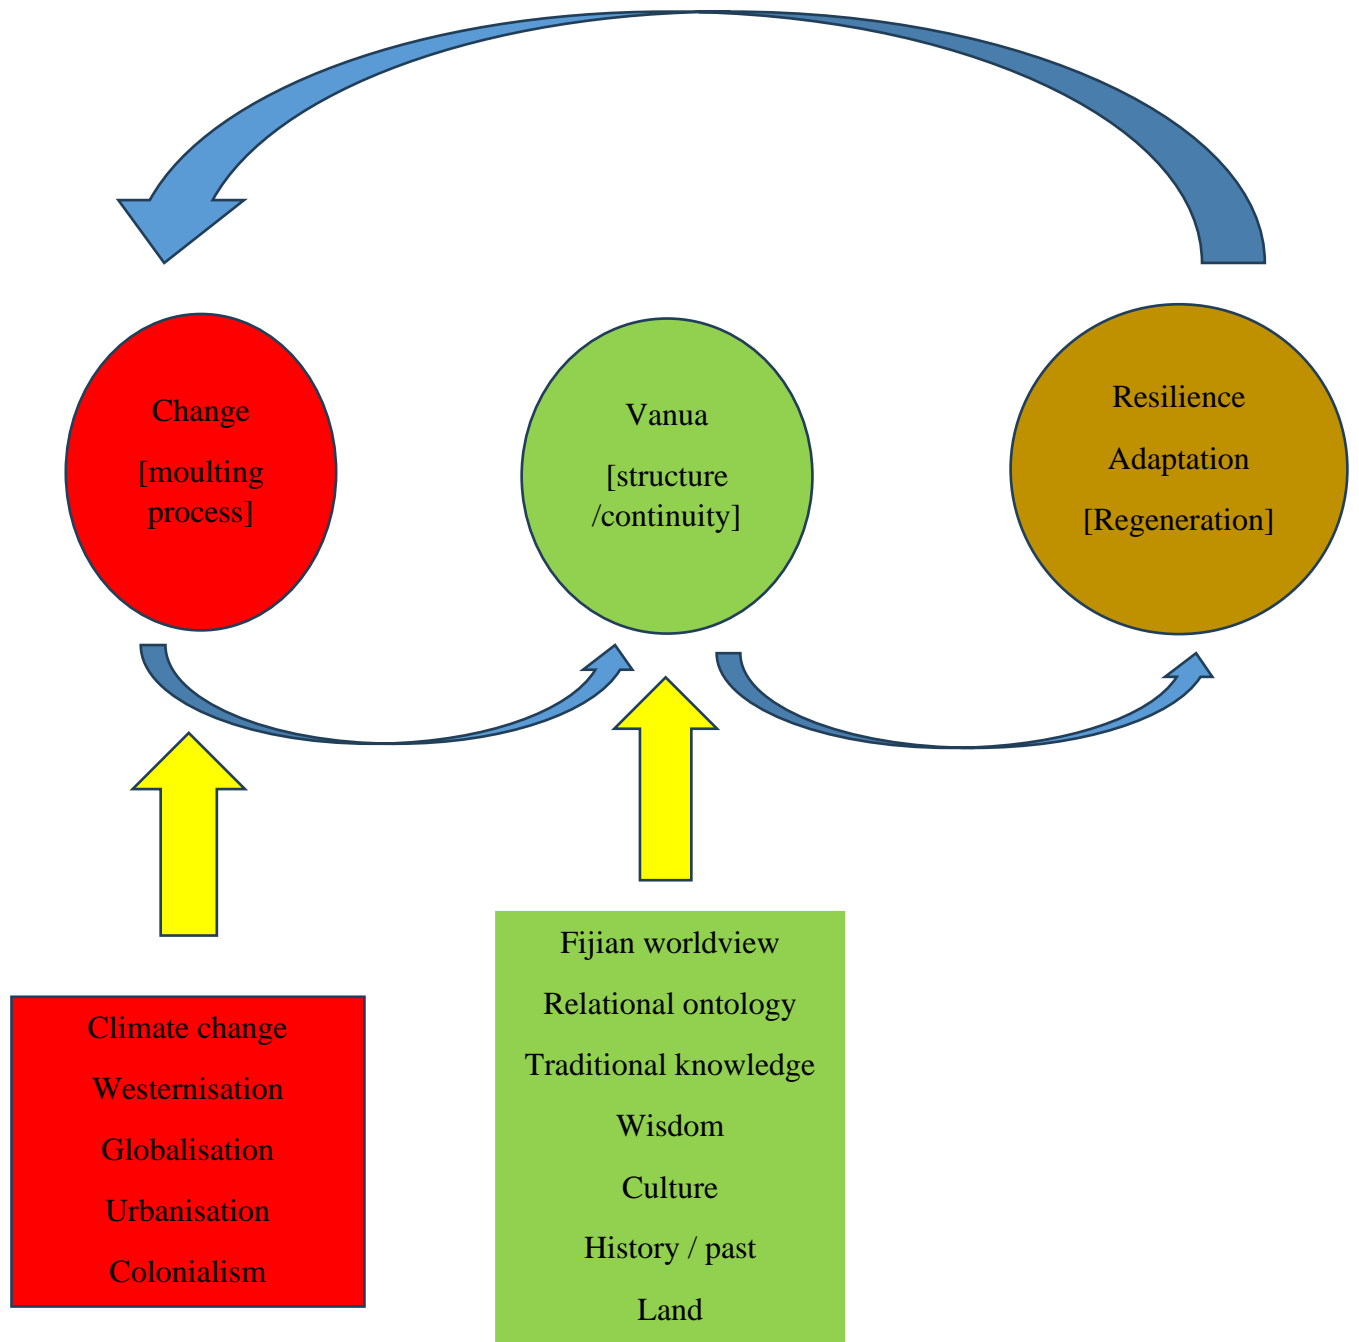 Change
[moulting
process]
Vanua
[structure
/continuity]
Resilience
Adaptation
[Regeneration]
Climate change
Westernisation
Globalisation
Urbanisation
Colonialism
Fijian worldview
Relational ontology
Traditional knowledge
Wisdom
Culture
History / past
Land